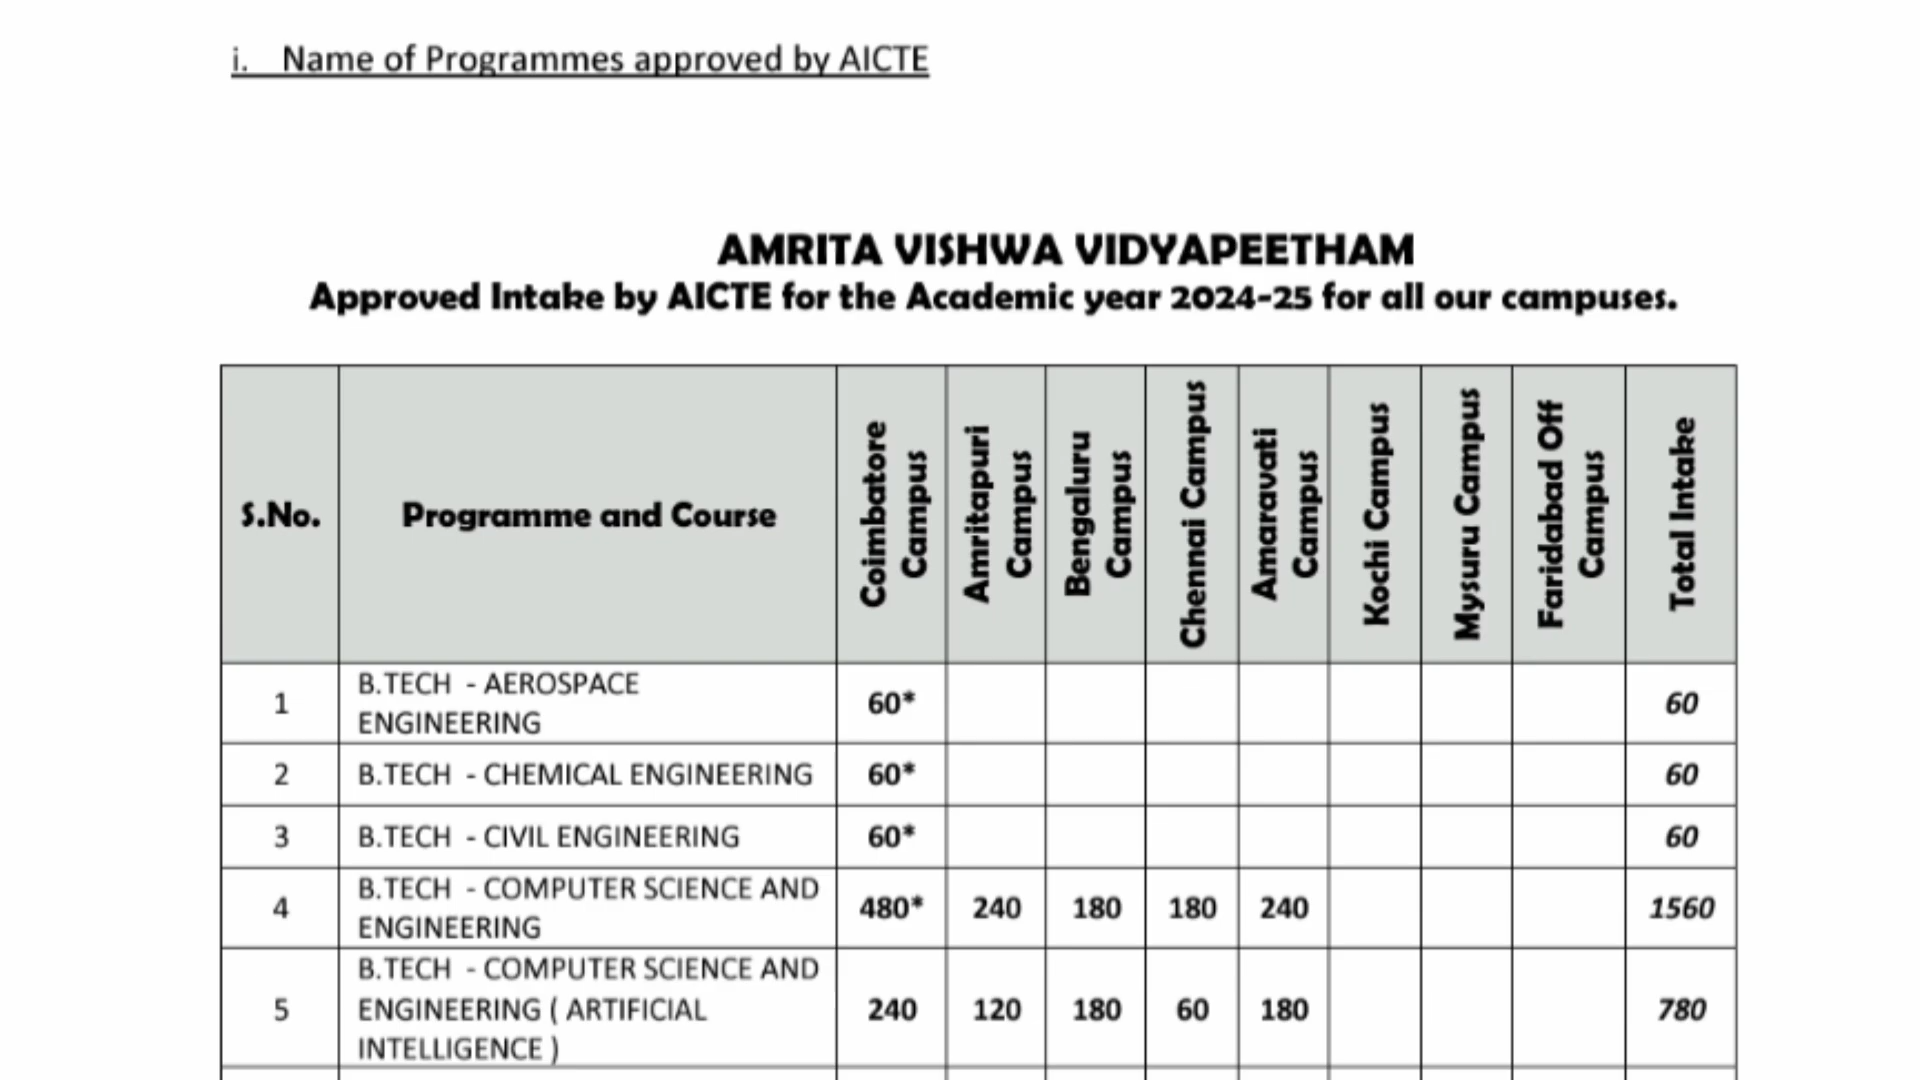 i. Name of Programmes approved by AICTE
AMRITA VISHWA VIDYAPEETHAM
Approved Intake by AICTE for the Academic year 2024-25 for all our campuses.
S.No.
Programme and Course
Coimbatore
Campus
Amritapuri
Campus
Bengaluru
Campus
Chennai Campus
Amaravati
Campus
Kochi Campus
Mysuru Campus
Faridabad Off
Campus
Total Intake
1
B.TECH - AEROSPACE
ENGINEERING
60*
60
2 B.TECH - CHEMICAL ENGINEERING 60* 60
3 B.TECH - CIVIL ENGINEERING 60* 60
4
B.TECH - COMPUTER SCIENCE AND
ENGINEERING
480* 240 180 180 240 1560
5
B.TECH - COMPUTER SCIENCE AND
ENGINEERING ( ARTIFICIAL
INTELLIGENCE )
240 120 180 60 180 780